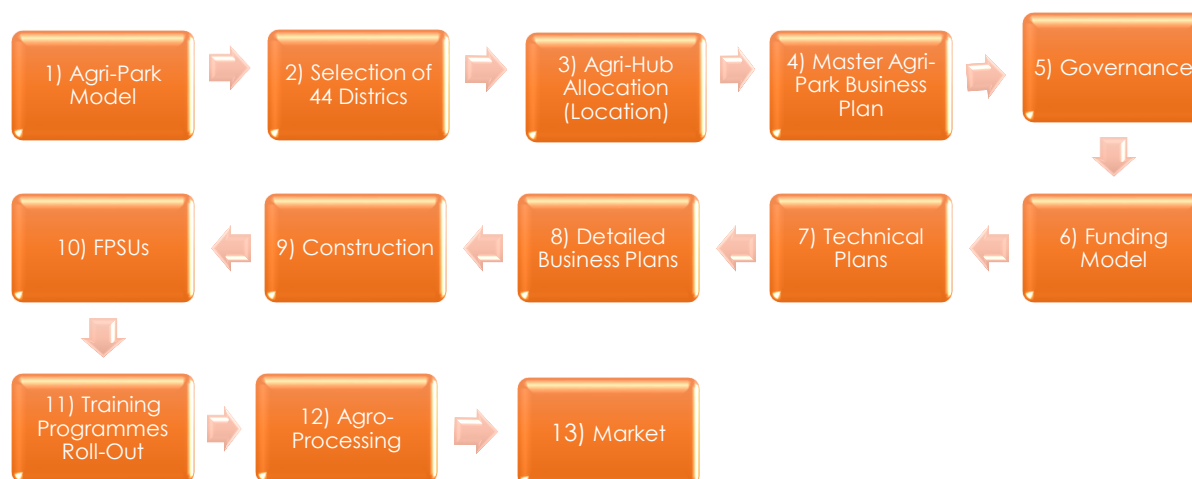 1) Agri-Park
Model
2) Selection of
44 Districs
3) Agri-Hub
Allocation
(Location)
4) Master Agri-
Park Business
Plan
5) Governance
6) Funding
Model
7) Technical
Plans
8) Detailed
Business Plans
9) Construction
10) FPSUs
11) Training
Programmes
Roll-Out
12) Agro-
Processing
13) Market